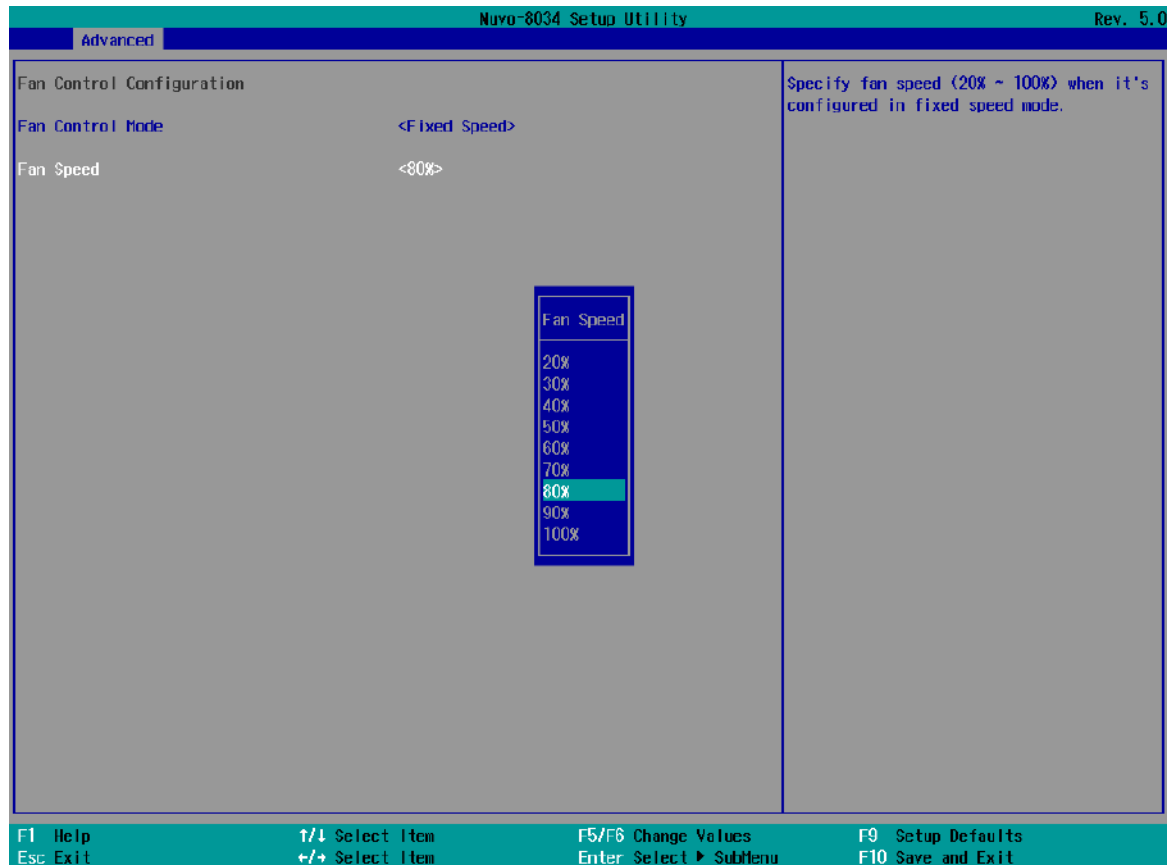 Nuvo-8034 Setup Utility Rev. 5.0
Advanced
Fan Control Configuration
Fan Control Mode <Fixed Speed>
Fan Speed <80%>
Specify fan speed (20% ~ 100%) when it's
configured in fixed speed mode.
Fan Speed
20%
30%
40%
50%
60%
70%
80%
90%
100%
F1 Help ↑/↓ Select Item F5/F6 Change Values F9 Setup Defaults
Esc Exit ←/→ Select Item Enter Select ▶ SubMenu F10 Save and Exit